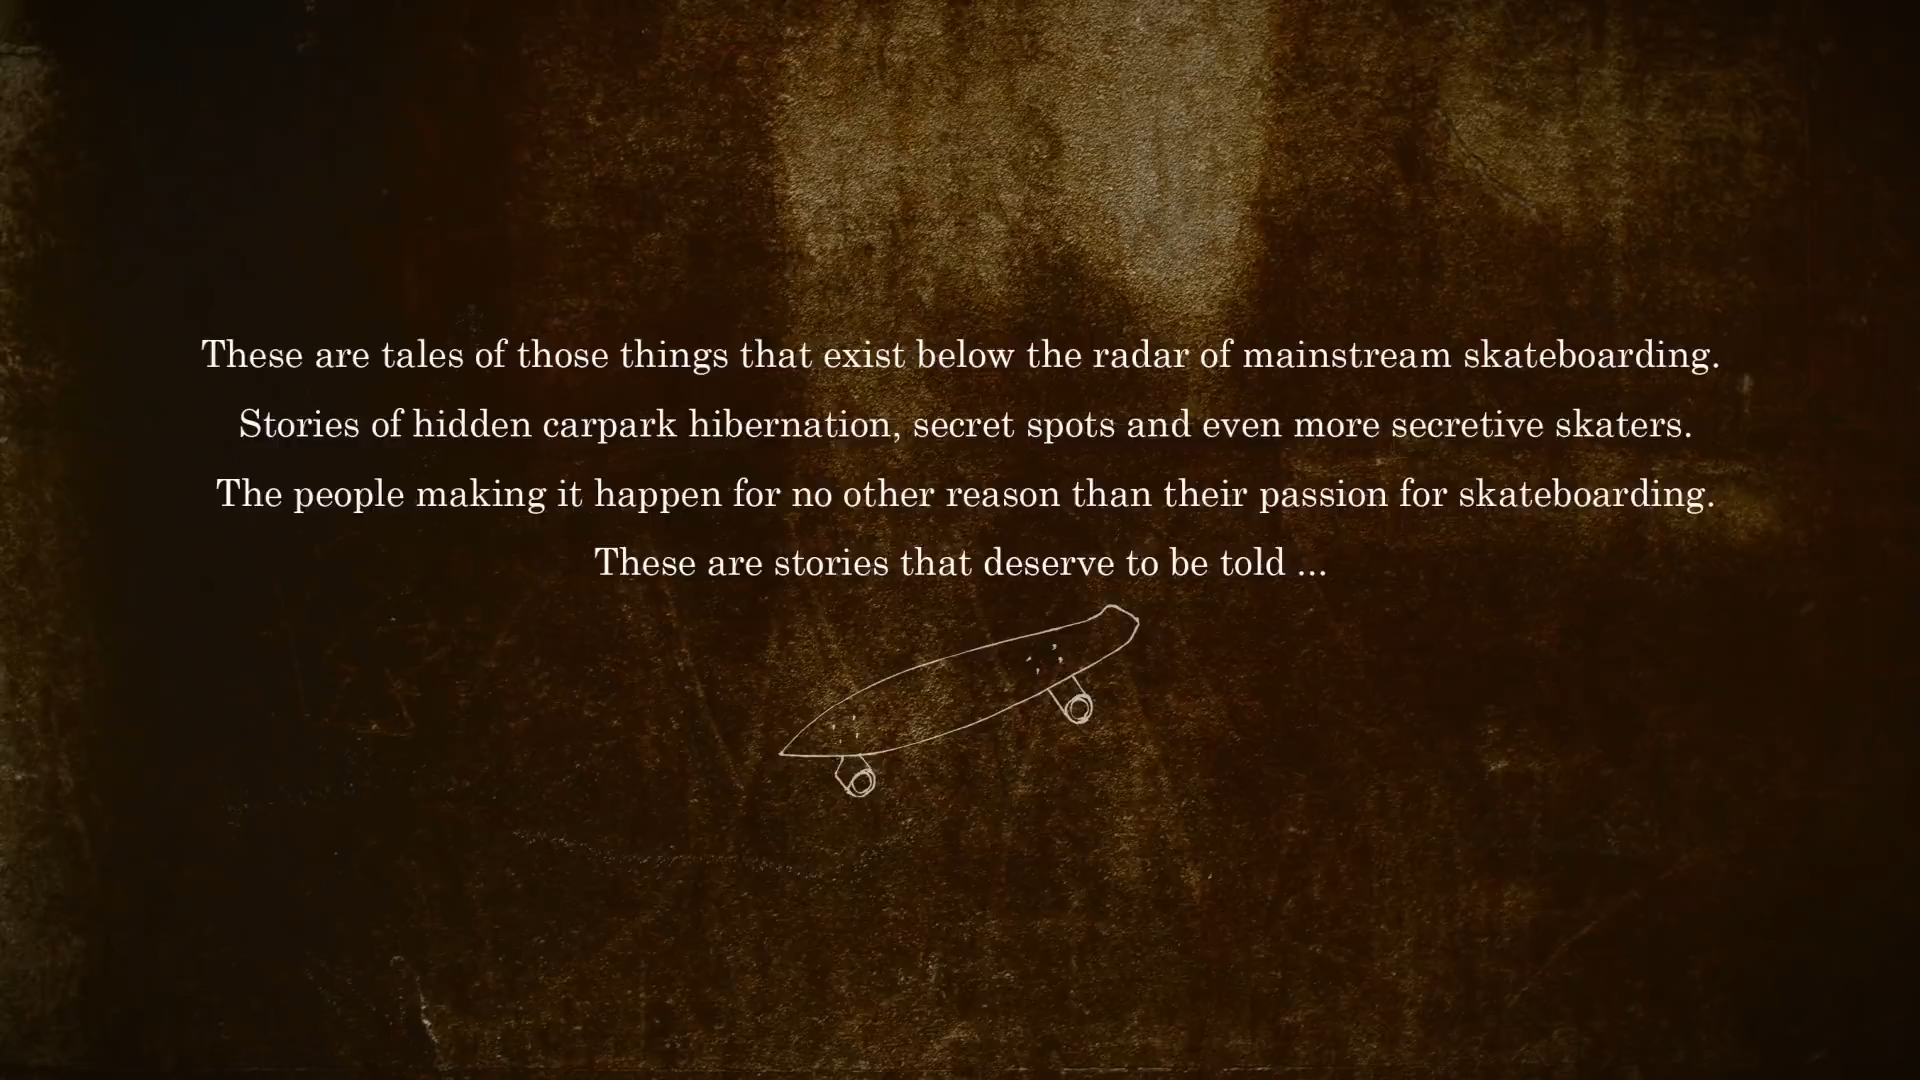 These are tales of those things that exist below the radar of mainstream skateboarding.
Stories of hidden carpark hibernation, secret spots and even more secretive skaters.
The people making it happen for no other reason than their passion for skateboarding.
These are stories that deserve to be told ...